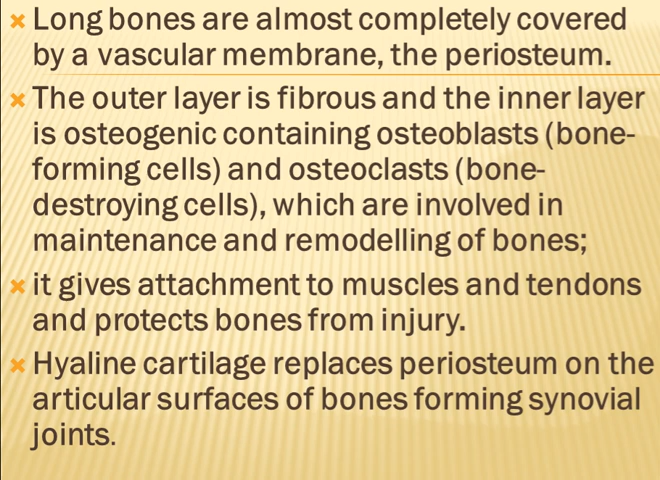 Long bones are almost completely covered
by a vascular membrane, the periosteum.
The outer layer is fibrous and the inner layer
is osteogenic containing osteoblasts (bone-
forming cells) and osteoclasts (bone-
destroying cells), which are involved in
maintenance and remodelling of bones;
it gives attachment to muscles and tendons
and protects bones from injury.
Hyaline cartilage replaces periosteum on the
articular surfaces of bones forming synovial
joints.